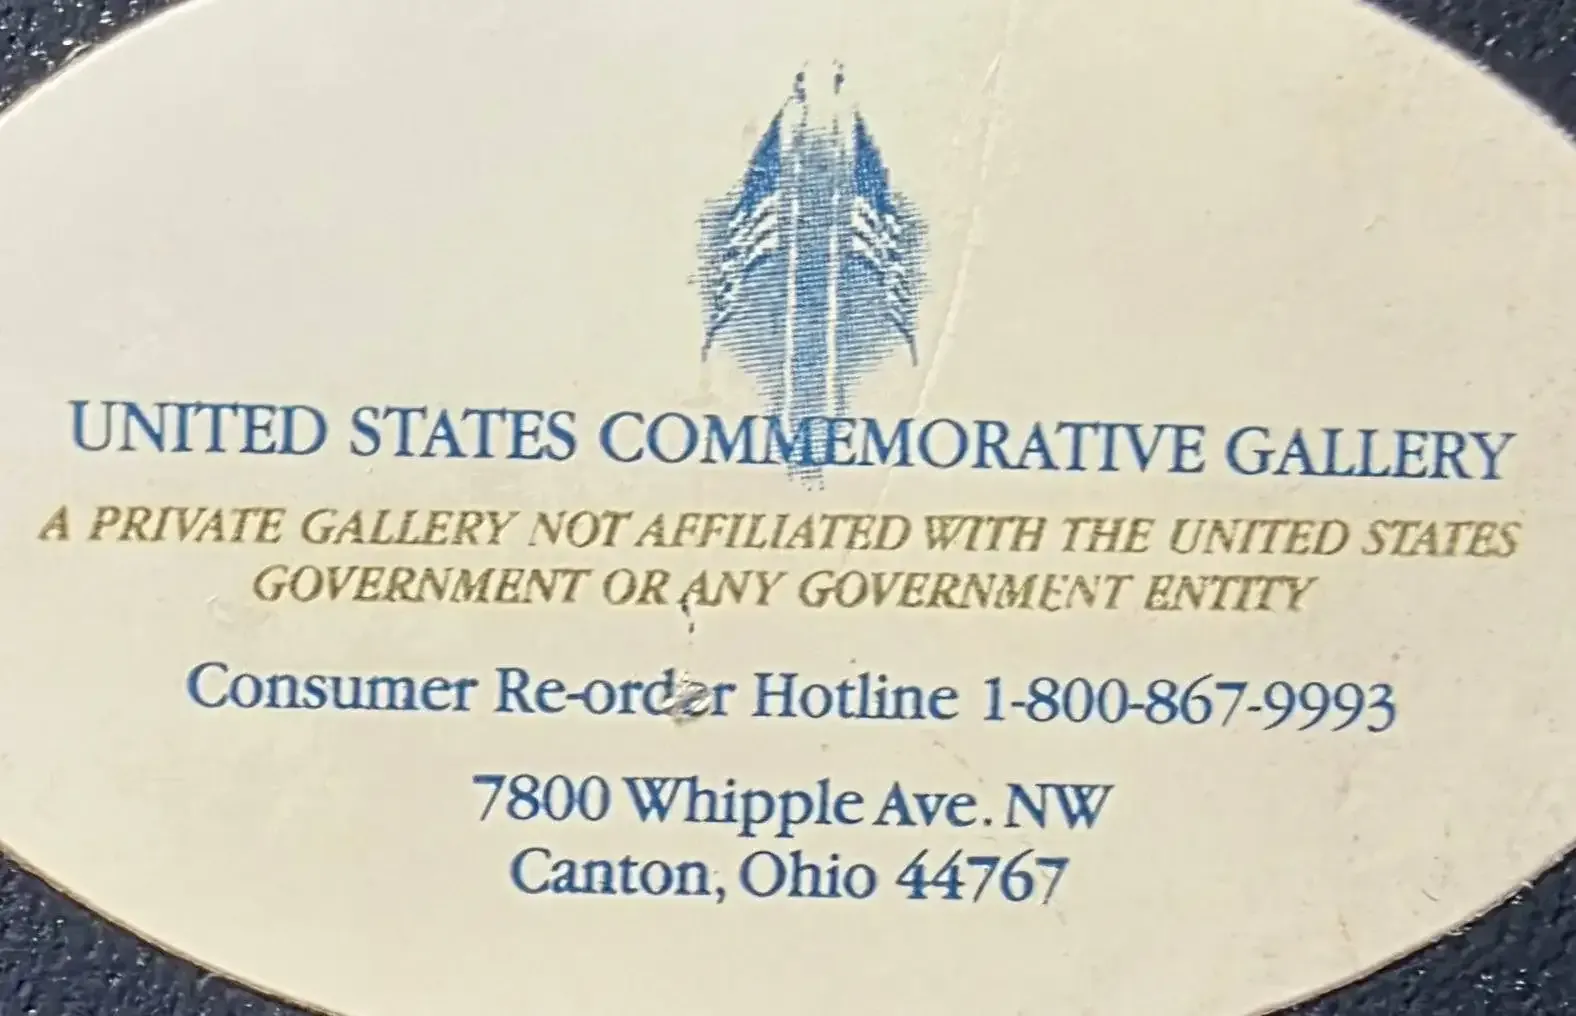 UNITED STATES COMMEMORATIVE GALLERY
A PRIVATE GALLERY NOT AFFILIATED WITH THE UNITED STATES
GOVERNMENT OR ANY GOVERNMENT ENTITY
Consumer Re-order Hotline 1-800-867-9993
7800 Whipple Ave. NW
Canton, Ohio 44767